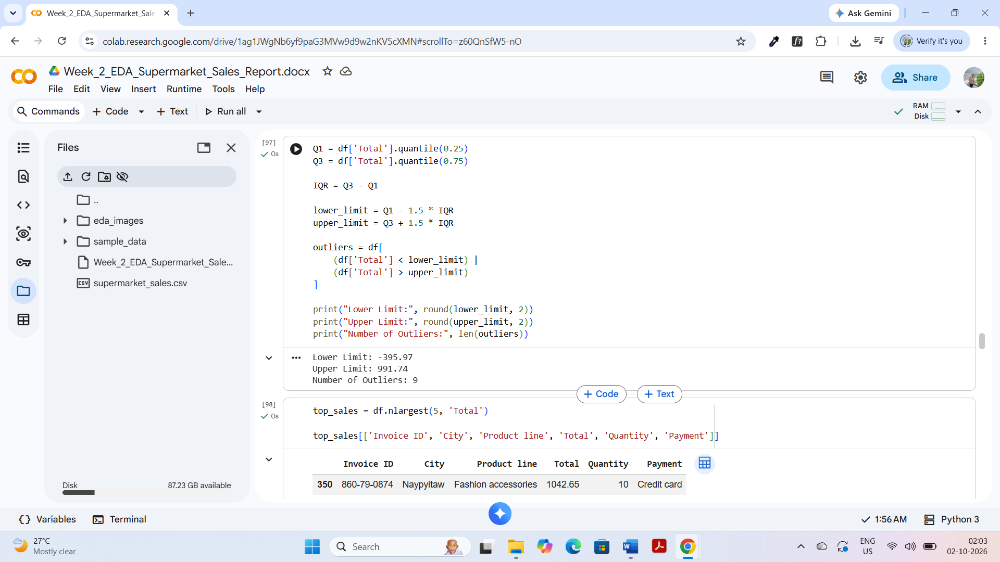 Week_2_EDA_Supermarket_Sale
Ask Gemini
colab.research.google.com/drive/1ag1JWgNb6yf9paG3MVw9d9w2nKV5cXMN#scrollTo=z60QnSfW5-nO
Verify it's you
Week_2_EDA_Supermarket_Sales_Report.docx
File Edit View Insert Runtime Tools Help
Share
Commands + Code + Text Run all
RAM
Disk
Files
..
eda_images
sample_data
Week_2_EDA_Supermarket_Sale...
CSV supermarket_sales.csv
Disk 87.23 GB available
[97]
0s
Q1 = df['Total'].quantile(0.25)
Q3 = df['Total'].quantile(0.75)
IQR = Q3 - Q1
lower_limit = Q1 - 1.5 * IQR
upper_limit = Q3 + 1.5 * IQR
outliers = df[
(df['Total'] < lower_limit) |
(df['Total'] > upper_limit)
]
print("Lower Limit:", round(lower_limit, 2))
print("Upper Limit:", round(upper_limit, 2))
print("Number of Outliers:", len(outliers))
Lower Limit: -395.97
Upper Limit: 991.74
Number of Outliers: 9
+ Code + Text
[98]
0s
top_sales = df.nlargest(5, 'Total')
top_sales[['Invoice ID', 'City', 'Product line', 'Total', 'Quantity', 'Payment']]
Invoice ID City Product line Total Quantity Payment
350 860-79-0874 Naypyitaw Fashion accessories 1042.65 10 Credit card
{} Variables Terminal
1:56 AM Python 3
27°C
Mostly clear
Search
ENG
US
02:03
02-10-2026